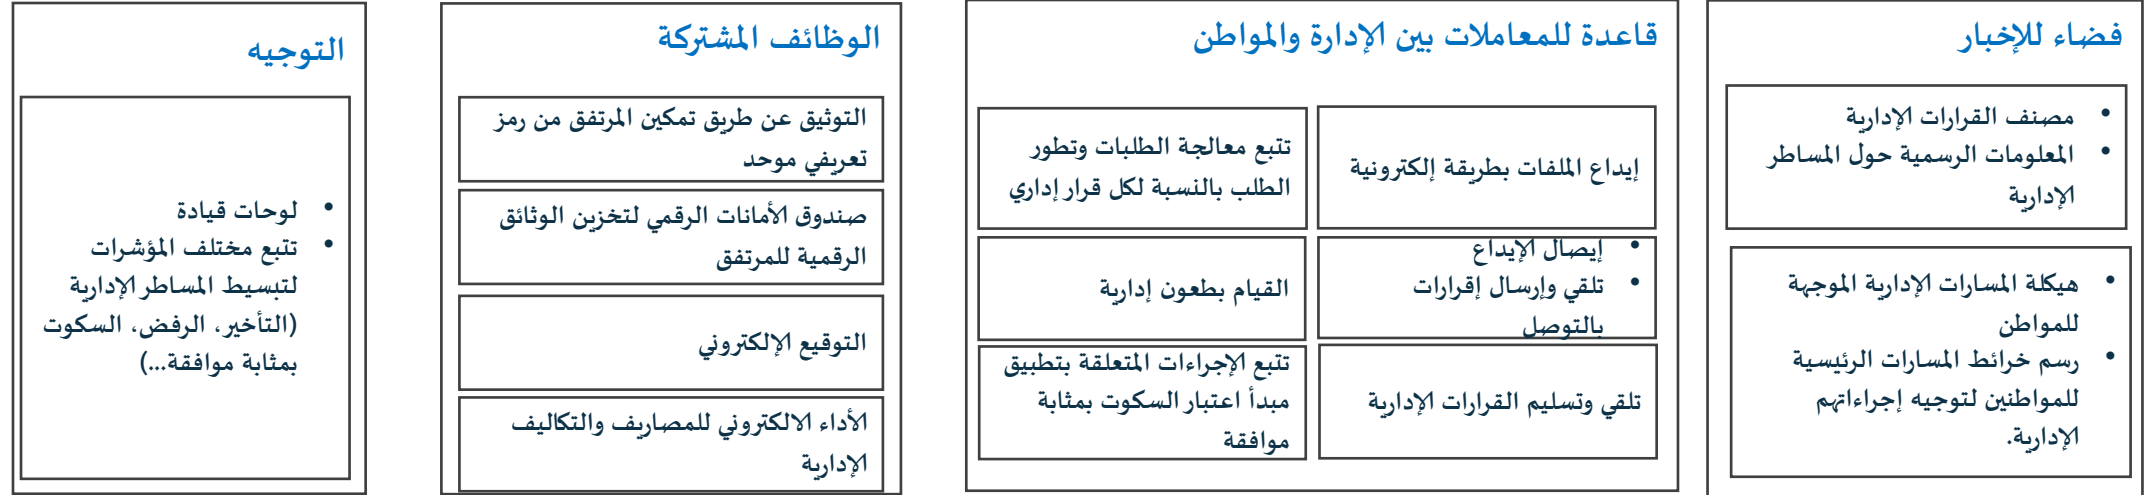 فضاء للإخبار
• مصنف القرارات الإدارية
• المعلومات الرسمية حول المساطر
الإدارية
• هيكلة المسارات الإدارية الموجهة
للمواطن
• رسم خرائط المسارات الرئيسية
للمواطنين لتوجيه إجراءاتهم
الإدارية.
قاعدة للمعاملات بين الإدارة والمواطن
إيداع الملفات بطريقة إلكترونية
تتبع معالجة الطلبات وتطور
الطلب بالنسبة لكل قرار إداري
• إيصال الإيداع
• تلقي وإرسال إقرارات
بالتوصل
القيام بطعون إدارية
تلقي وتسليم القرارات الإدارية
تتبع الإجراءات المتعلقة بتطبيق
مبدأ اعتبار السكوت بمثابة
موافقة
الوظائف المشتركة
التوثيق عن طريق تمكين المرتفق من رمز
تعريفي موحد
صندوق الأمانات الرقمي لتخزين الوثائق
الرقمية للمرتفق
التوقيع الإلكتروني
الأداء الالكتروني للمصاريف والتكاليف
الإدارية
التوجيه
• لوحات قيادة
• تتبع مختلف المؤشرات
لتبسيط المساطر الإدارية
(التأخير، الرفض، السكوت
بمثابة موافقة...)